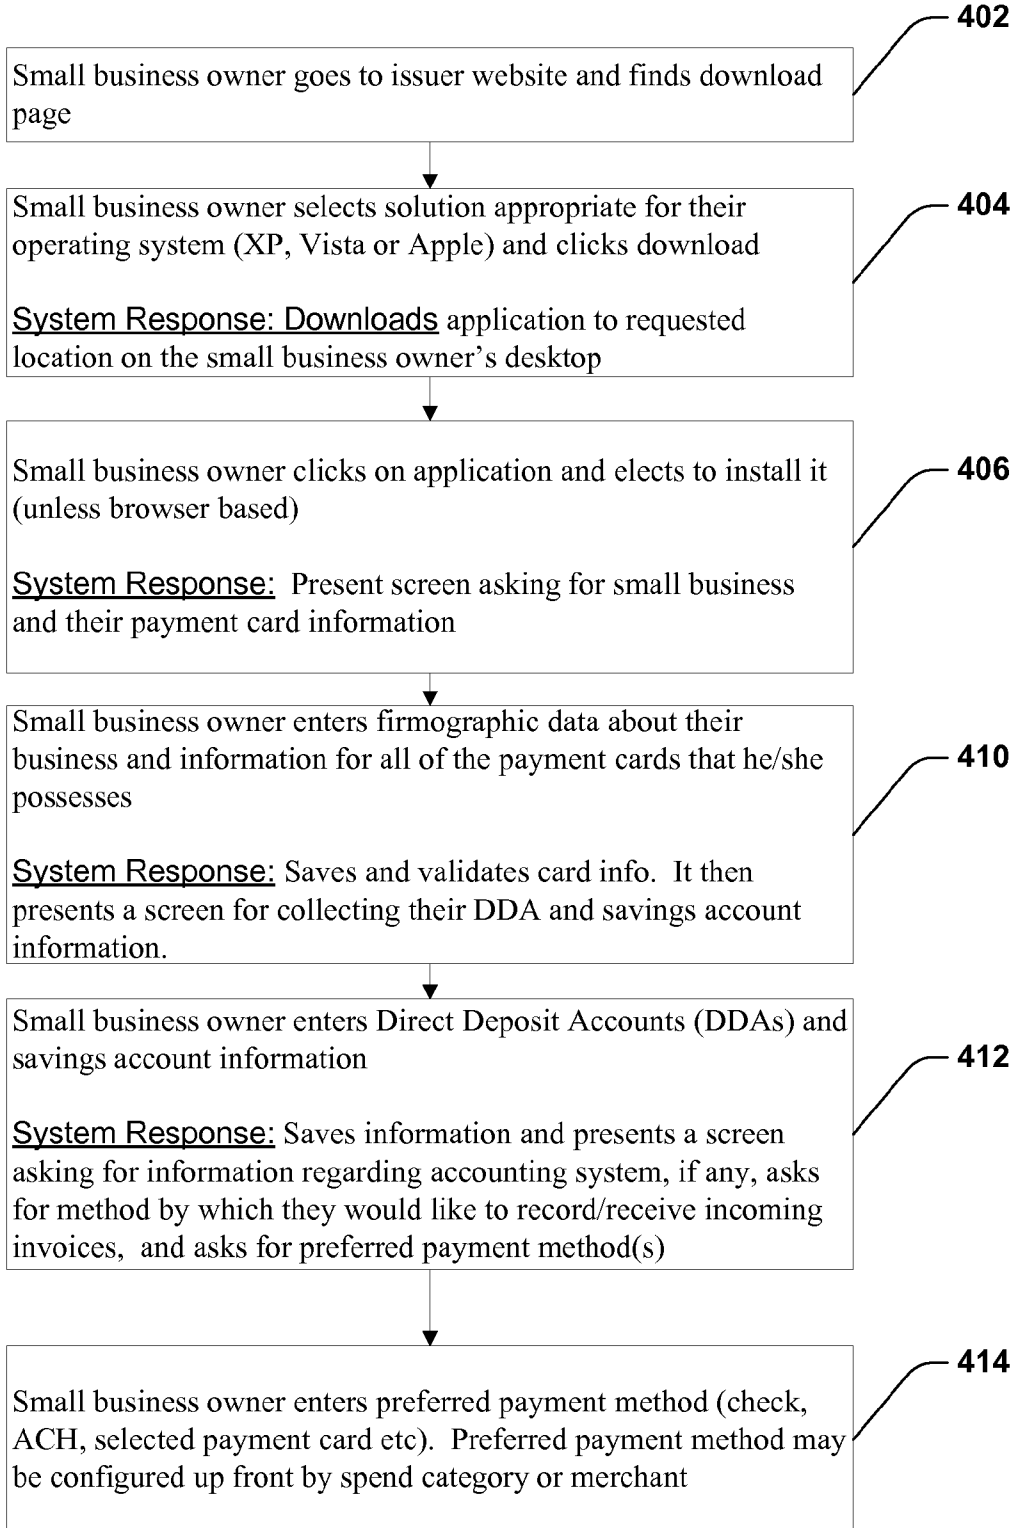 402
Small business owner goes to issuer website and finds download
page
404
Small business owner selects solution appropriate for their
operating system (XP, Vista or Apple) and clicks download
System Response: Downloads application to requested
location on the small business owner's desktop
406
Small business owner clicks on application and elects to install it
(unless browser based)
System Response:  Present screen asking for small business
and their payment card information
410
Small business owner enters firmographic data about their
business and information for all of the payment cards that he/she
possesses
System Response: Saves and validates card info.  It then
presents a screen for collecting their DDA and savings account
information.
412
Small business owner enters Direct Deposit Accounts (DDAs) and
savings account information
System Response: Saves information and presents a screen
asking for information regarding accounting system, if any, asks
for method by which they would like to record/receive incoming
invoices,  and asks for preferred payment method(s)
414
Small business owner enters preferred payment method (check,
ACH, selected payment card etc).  Preferred payment method may
be configured up front by spend category or merchant